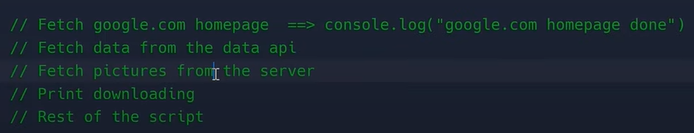 // Fetch google.com homepage  ==> console.log("google.com homepage done")
// Fetch data from the data api
// Fetch pictures from the server
// Print downloading
// Rest of the script